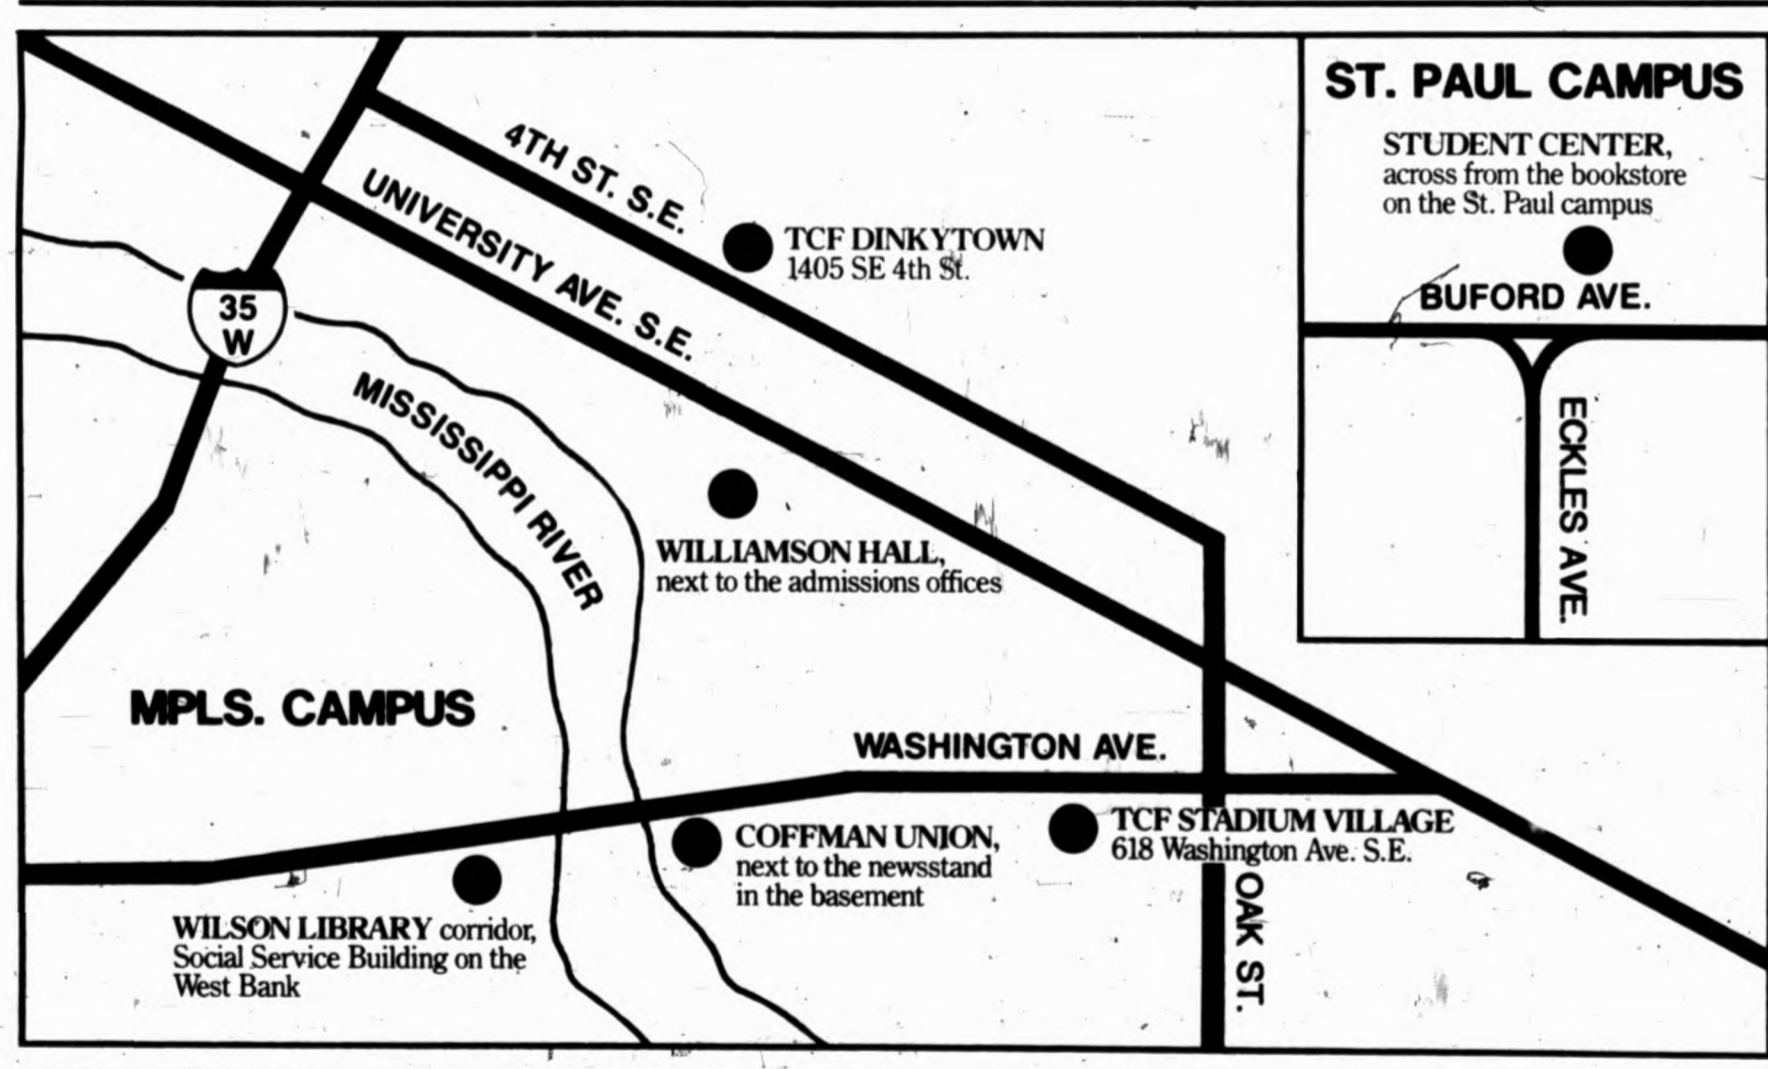 ST. PAUL CAMPUS
STUDENT CENTER,
across from the bookstore
on the St. Paul campus
BUFORD AVE.
ECKLES AVE.
4TH ST. S.E.
UNIVERSITY AVE. S.E.
TCF DINKYTOWN
1405 SE 4th St.
35
W
MISSISSIPPI RIVER
WILLIAMSON HALL,
next to the admissions offices
MPLS. CAMPUS
WASHINGTON AVE.
TCF STADIUM VILLAGE
618 Washington Ave. S.E.
COFFMAN UNION,
next to the newsstand
in the basement
OAK ST.
WILSON LIBRARY corridor,
Social Service Building on the
West Bank